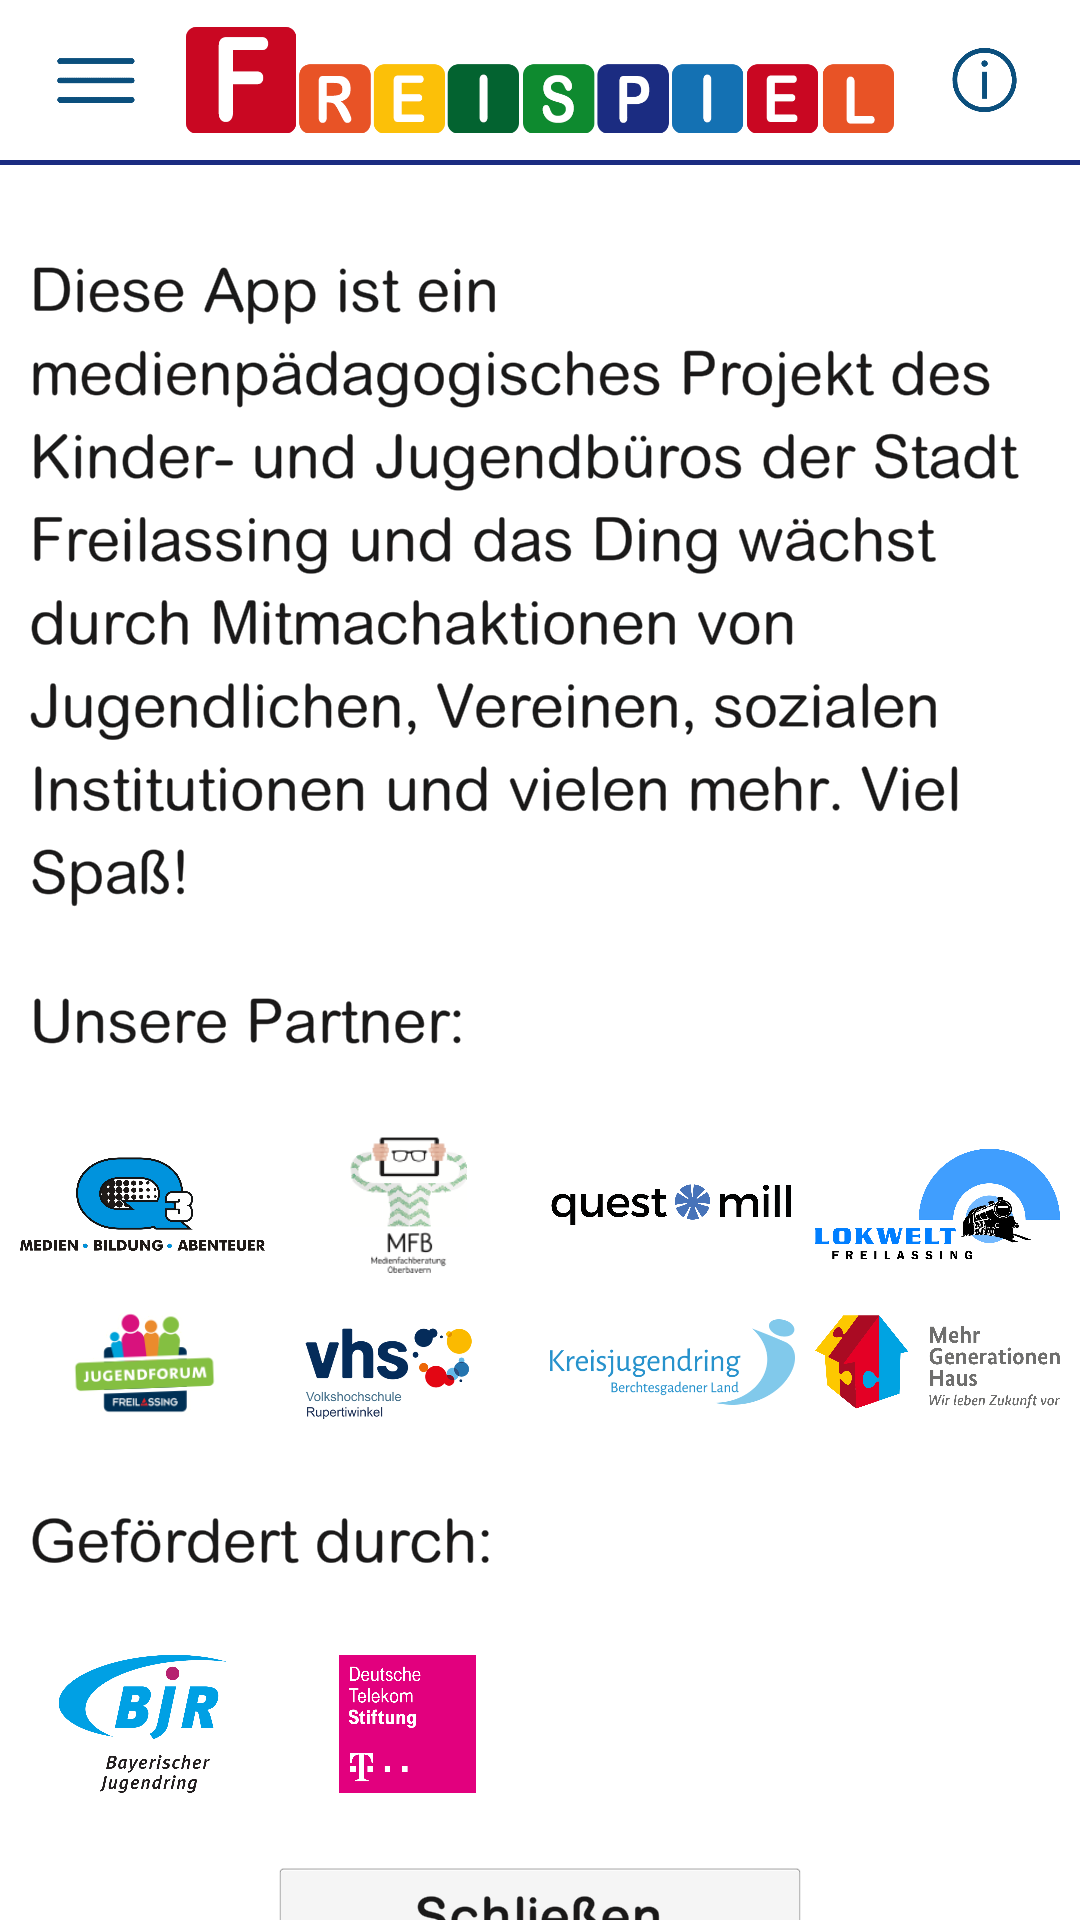 FREISPIEL
i
Diese App ist ein
medienpädagogisches Projekt des
Kinder- und Jugendbüros der Stadt
Freilassing und das Ding wächst
durch Mitmachaktionen von
Jugendlichen, Vereinen, sozialen
Institutionen und vielen mehr. Viel
Spaß!
Unsere Partner:
Q3
MEDIEN • BILDUNG • ABENTEUER
MFB
Medienfachberatung
Oberbayern
quest mill
LOKWELT
FREILASSING
JUGENDFORUM
FREILASSING
vhs
Volkshochschule
Rupertiwinkel
Kreisjugendring
Berchtesgadener Land
Mehr
Generationen
Haus
Wir leben Zukunft vor
Gefördert durch:
BJR
Bayerischer
Jugendring
Deutsche
Telekom
Stiftung
T . .
Schließen